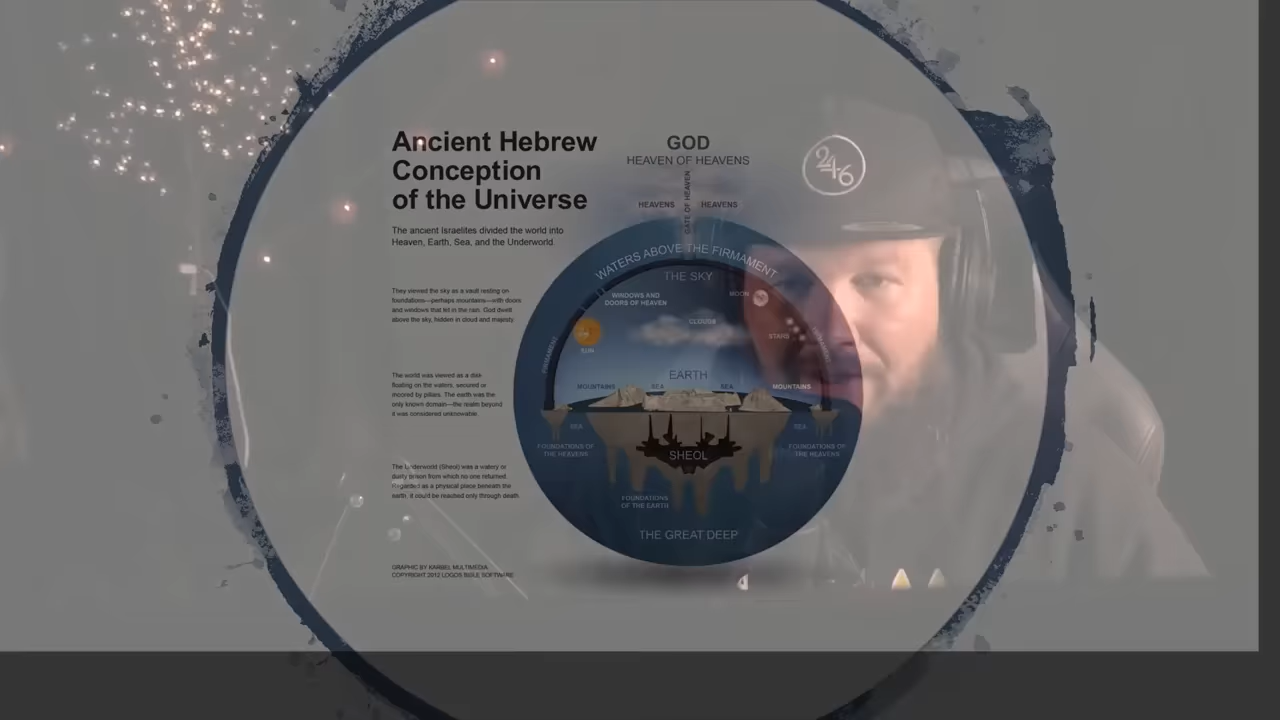 Ancient Hebrew
Conception
of the Universe
The ancient Israelites divided the world into
Heaven, Earth, Sea, and the Underworld.
They viewed the sky as a vault resting on
foundations—perhaps mountains—with doors
and windows that let in the rain. God dwelt
above the sky, hidden in cloud and majesty.
The world was viewed as a disk
floating on the waters, secured or
moored by pillars. The earth was the
only known domain—the realm beyond
it was considered unknowable.
The Underworld (Sheol) was a watery or
dusty prison from which no one returned.
Regarded as a physical place beneath the
earth, it could be reached only through death.
GRAPHIC BY KARBEL MULTIMEDIA
COPYRIGHT 2012 LOGOS BIBLE SOFTWARE
GOD
HEAVEN OF HEAVENS
GATE OF HEAVEN
HEAVENS
HEAVENS
WATERS ABOVE THE FIRMAMENT
THE SKY
WINDOWS AND
DOORS OF HEAVEN
MOON
CLOUDS
STARS
SUN
FIRMAMENT
FIRMAMENT
EARTH
MOUNTAINS
SEA
SEA
MOUNTAINS
SEA
SEA
FOUNDATIONS OF
THE HEAVENS
SHEOL
FOUNDATIONS OF
THE HEAVENS
FOUNDATIONS
OF THE EARTH
THE GREAT DEEP
246